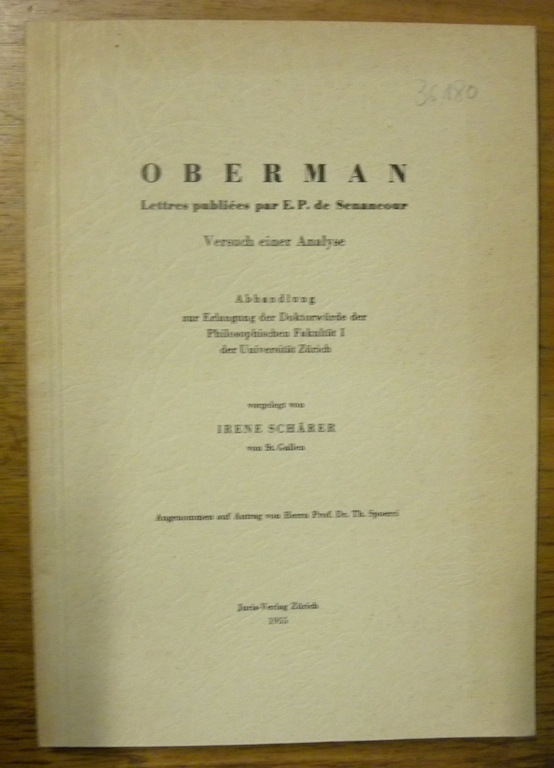 36180
OBERMAN
Lettres publiées par E. P. de Senancour
Versuch einer Analyse
Abhandlung
zur Erlangung der Doktorwürde der
Philosophischen Fakultät I
der Universität Zürich
vorgelegt von
IRENE SCHÄRER
von St. Gallen
Angenommen auf Antrag von Herrn Prof. Dr. Th. Spoerri
Juris-Verlag Zürich
1955